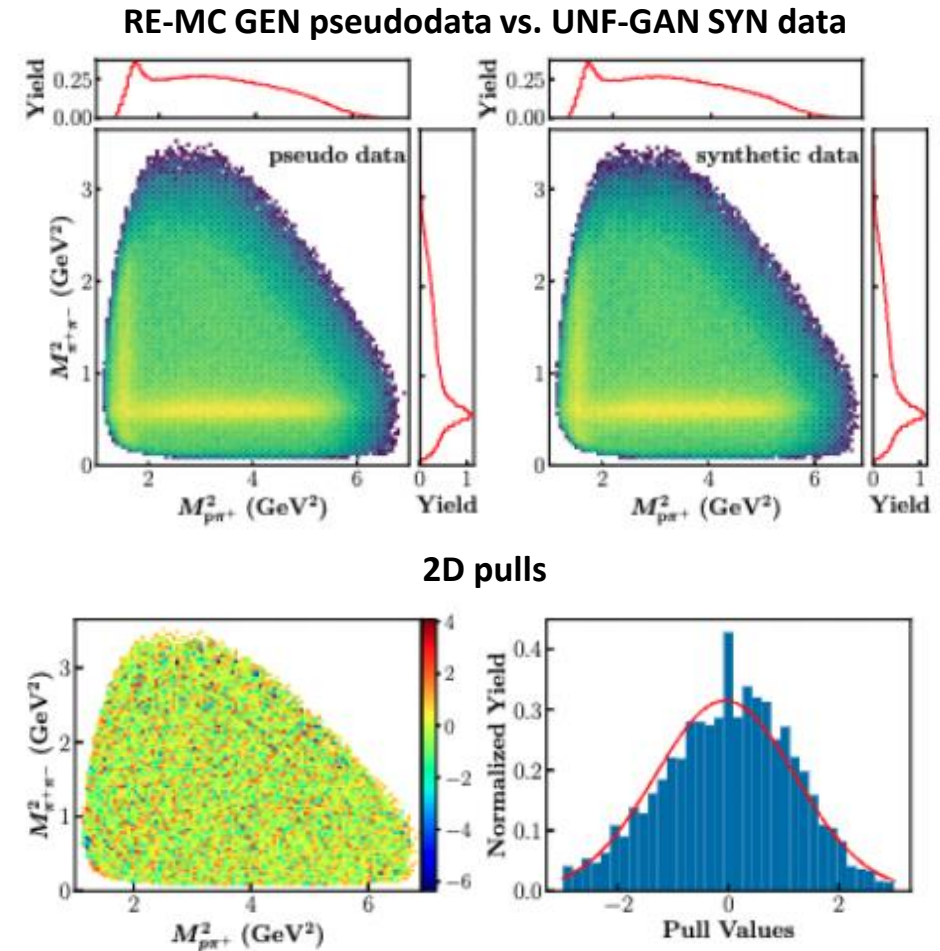 RE-MC GEN pseudodata vs. UNF-GAN SYN data
Yield
0.25
0.00
pseudo data
M²π⁺π⁻ (GeV²)
3
2
1
0
2 4 6
M²pπ⁺ (GeV²)
0 1
Yield
Yield
0.25
0.00
synthetic data
3
2
1
0
2 4 6
M²pπ⁺ (GeV²)
0 1
Yield
2D pulls
M²π⁺π⁻ (GeV²)
3
2
1
0
2 4 6
M²pπ⁺ (GeV²)
4
2
0
−2
−4
−6
Normalized Yield
0.4
0.3
0.2
0.1
0.0
−2 0 2
Pull Values